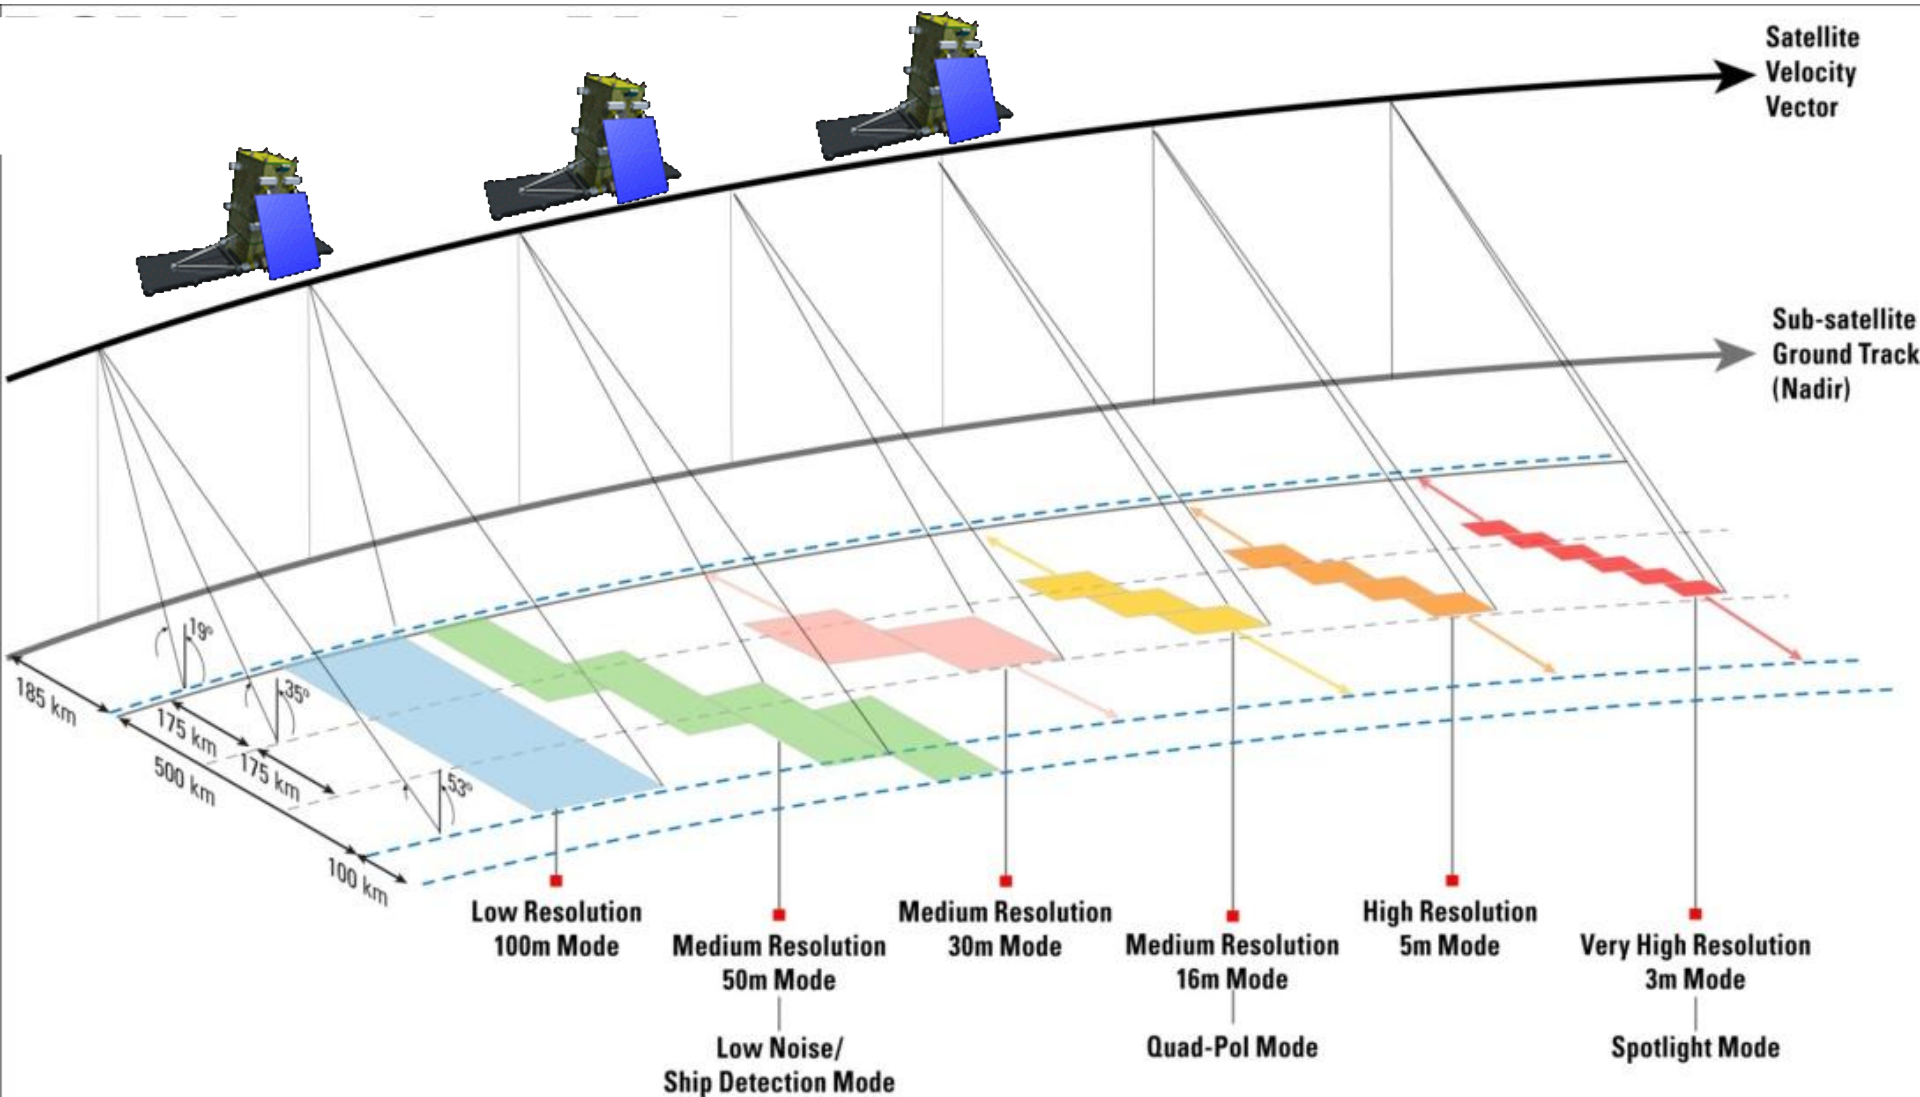 Satellite
Velocity
Vector
Sub-satellite
Ground Track
(Nadir)
19°
35°
53°
185 km
175 km
175 km
500 km
100 km
Low Resolution
100m Mode
Medium Resolution
50m Mode
Low Noise/
Ship Detection Mode
Medium Resolution
30m Mode
Medium Resolution
16m Mode
Quad-Pol Mode
High Resolution
5m Mode
Very High Resolution
3m Mode
Spotlight Mode